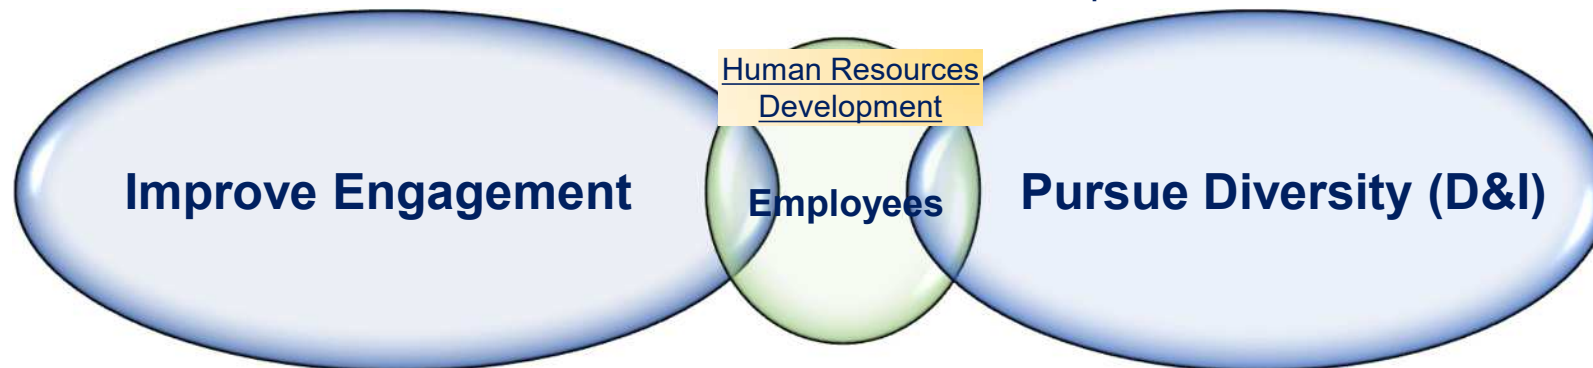 Human Resources
Development
Improve Engagement
Employees
Pursue Diversity (D&I)